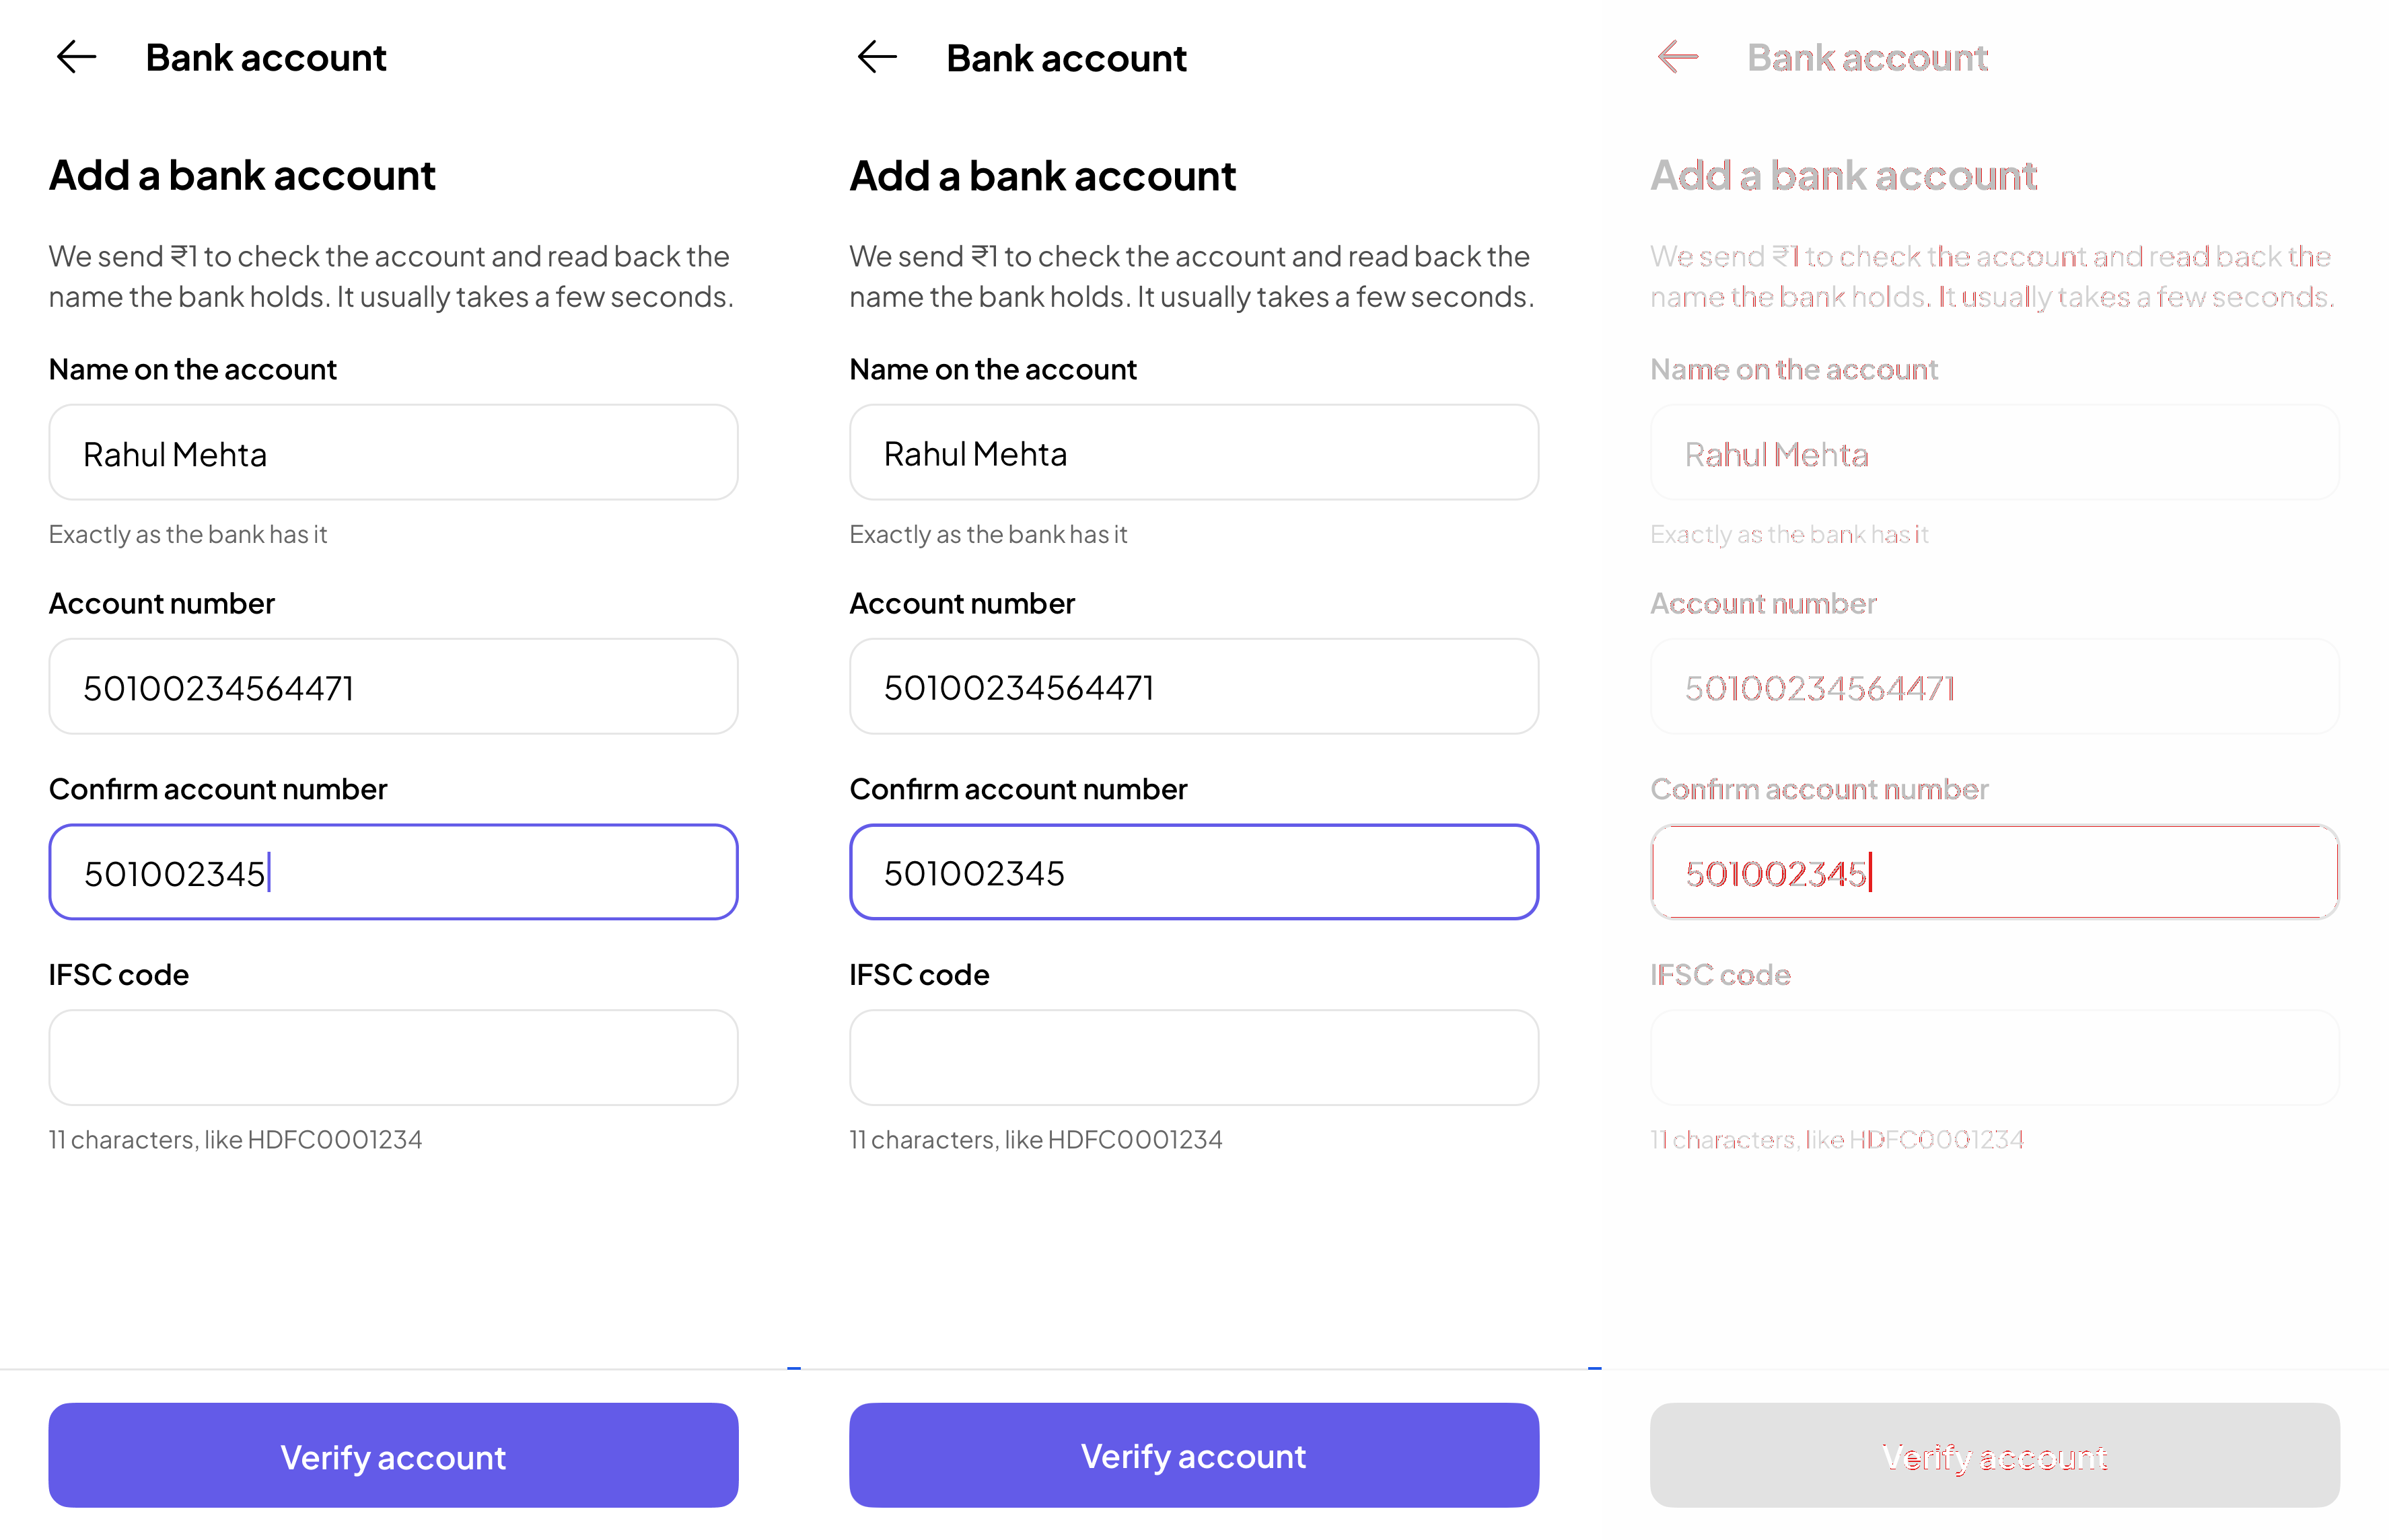 Bank account
Add a bank account
We send ₹1 to check the account and read back the
name the bank holds. It usually takes a few seconds.
Name on the account
Rahul Mehta
Exactly as the bank has it
Account number
50100234564471
Confirm account number
501002345
IFSC code
11 characters, like HDFC0001234
Verify account
Bank account
Add a bank account
We send ₹1 to check the account and read back the
name the bank holds. It usually takes a few seconds.
Name on the account
Rahul Mehta
Exactly as the bank has it
Account number
50100234564471
Confirm account number
501002345
IFSC code
11 characters, like HDFC0001234
Verify account
Bank account
Add a bank account
We send ₹1 to check the account and read back the
name the bank holds. It usually takes a few seconds.
Name on the account
Rahul Mehta
Exactly as the bank has it
Account number
50100234564471
Confirm account number
501002345
IFSC code
11 characters, like HDFC0001234
Verify account